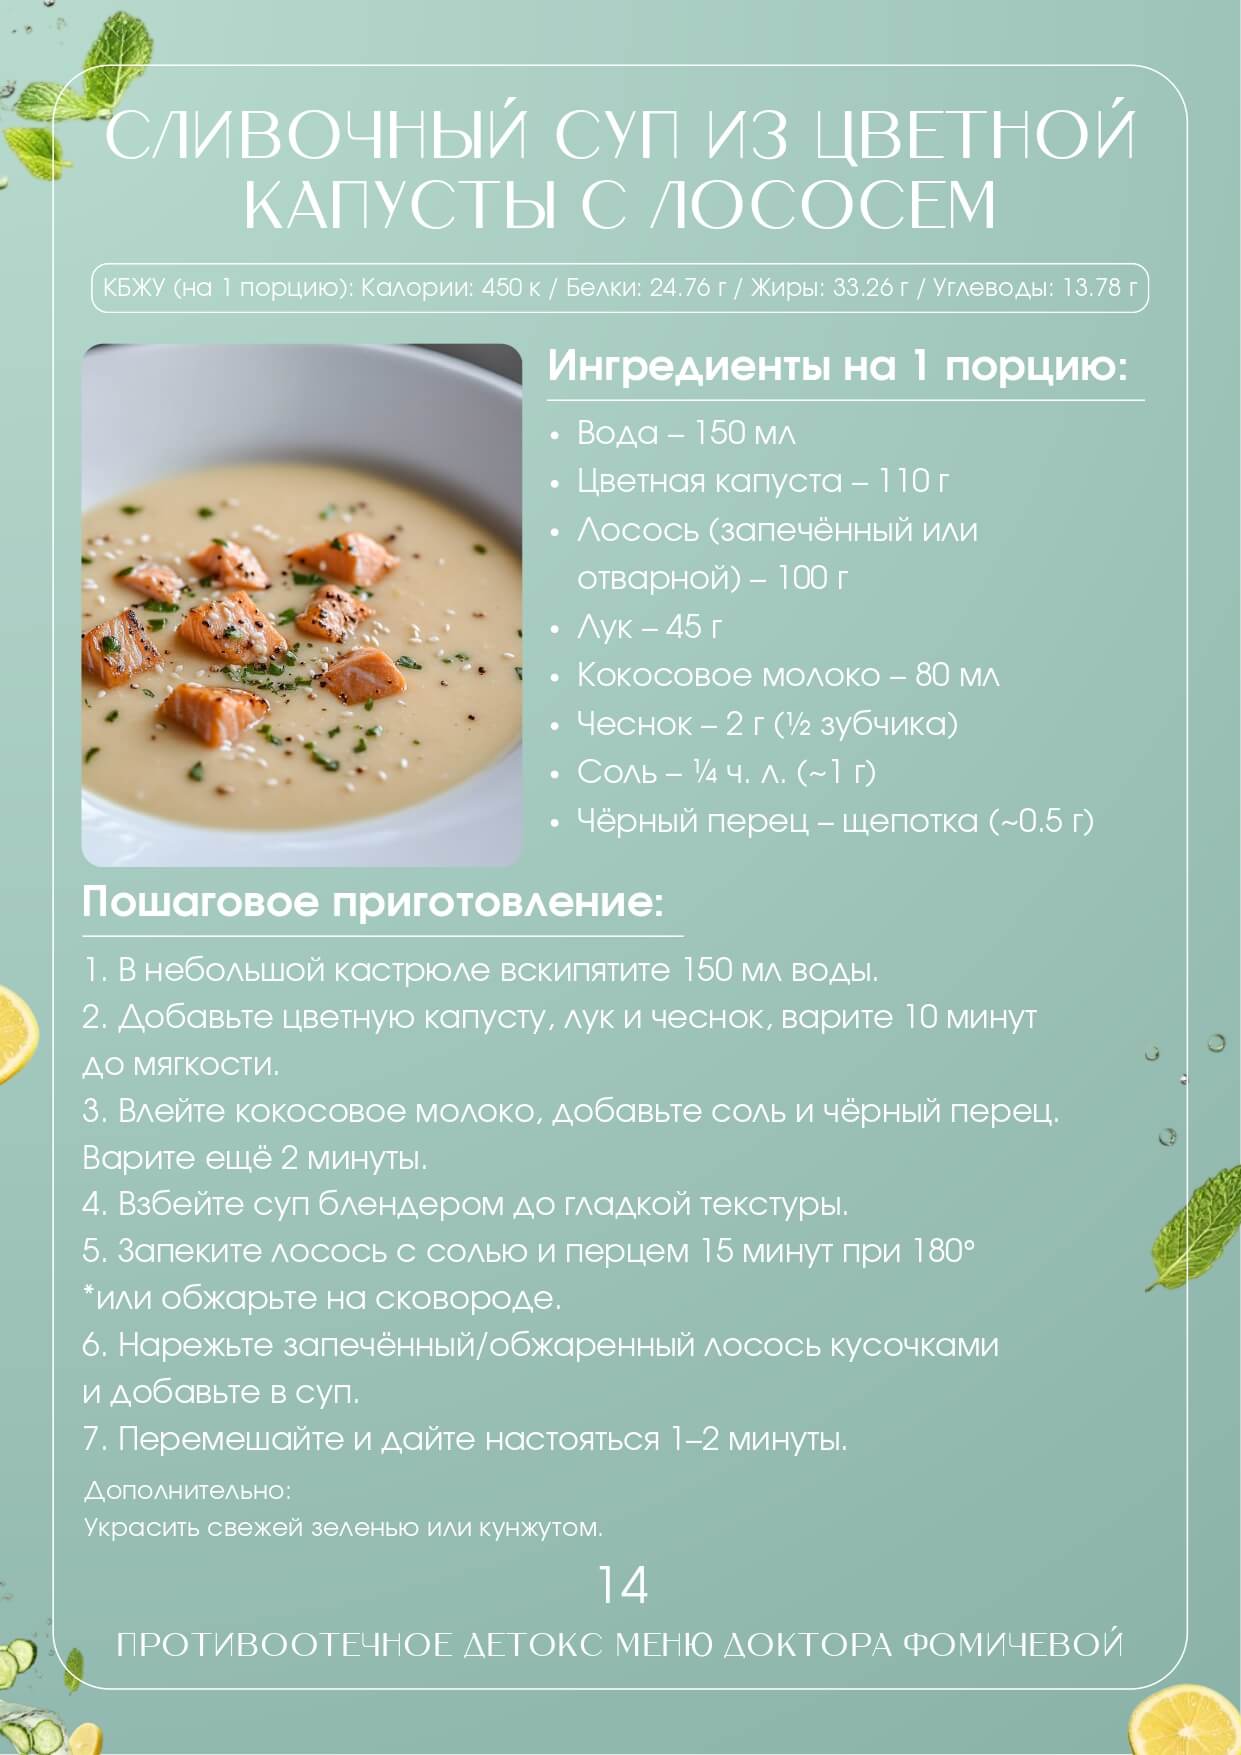 СЛИВОЧНЫЙ СУП ИЗ ЦВЕТНОЙ
КАПУСТЫ С ЛОСОСЕМ
КБЖУ (на 1 порцию): Калории: 450 к / Белки: 24.76 г / Жиры: 33.26 г / Углеводы: 13.78 г
Ингредиенты на 1 порцию:
• Вода – 150 мл
• Цветная капуста – 110 г
• Лосось (запечённый или
отварной) – 100 г
• Лук – 45 г
• Кокосовое молоко – 80 мл
• Чеснок – 2 г (½ зубчика)
• Соль – ¼ ч. л. (~1 г)
• Чёрный перец – щепотка (~0.5 г)
Пошаговое приготовление:
1. В небольшой кастрюле вскипятите 150 мл воды.
2. Добавьте цветную капусту, лук и чеснок, варите 10 минут
до мягкости.
3. Влейте кокосовое молоко, добавьте соль и чёрный перец.
Варите ещё 2 минуты.
4. Взбейте суп блендером до гладкой текстуры.
5. Запеките лосось с солью и перцем 15 минут при 180°
*или обжарьте на сковороде.
6. Нарежьте запечённый/обжаренный лосось кусочками
и добавьте в суп.
7. Перемешайте и дайте настояться 1–2 минуты.
Дополнительно:
Украсить свежей зеленью или кунжутом.
14
ПРОТИВООТЕЧНОЕ ДЕТОКС МЕНЮ ДОКТОРА ФОМИЧЕВОЙ